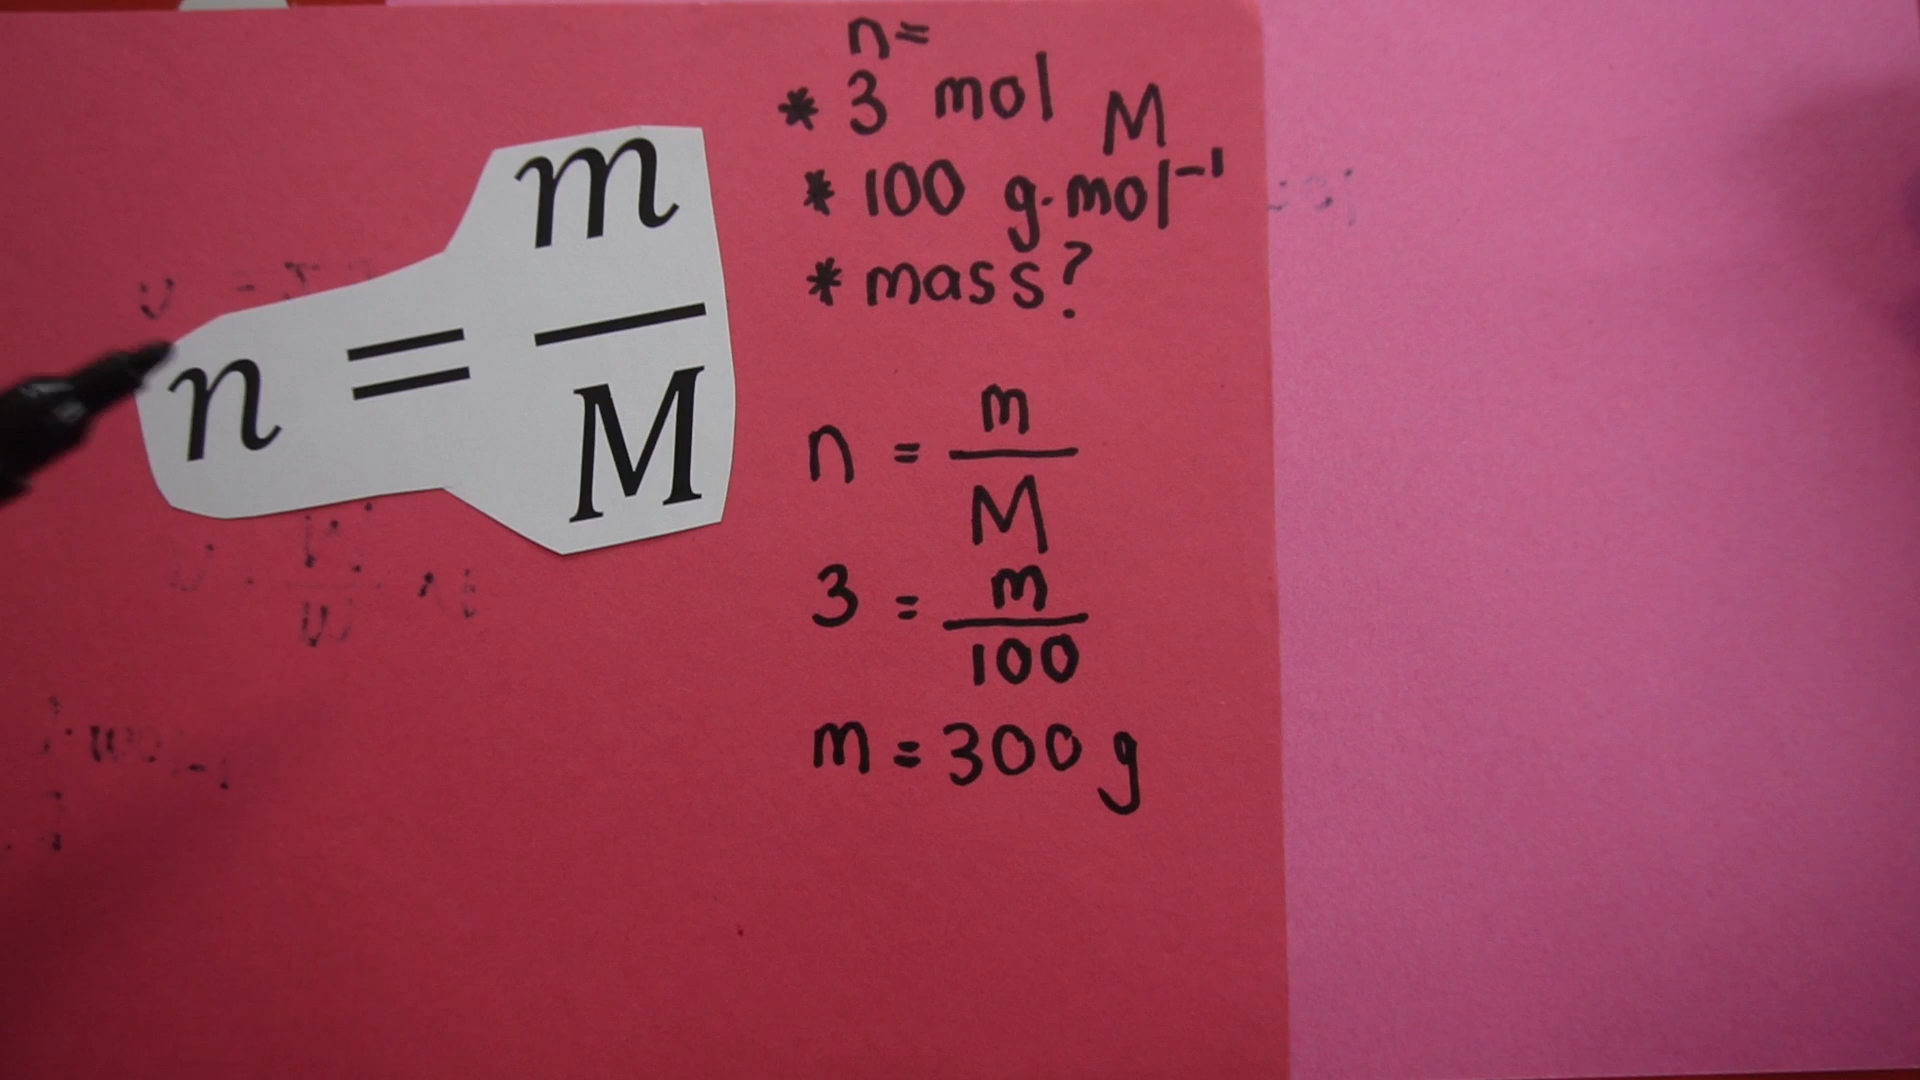 n = m/M
n=
* 3 mol M
* 100 g.mol⁻¹
* mass?
n = m/M
3 = m/100
m = 300 g